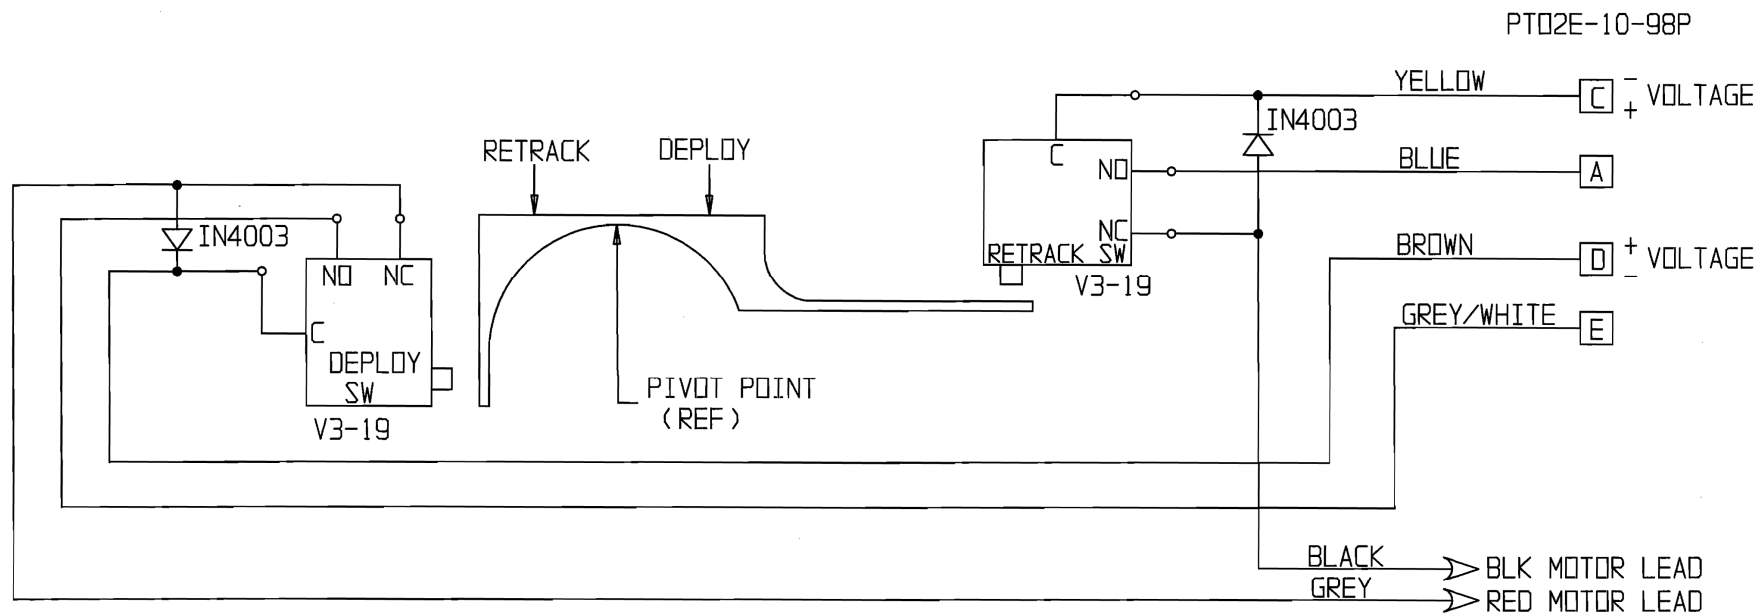 PT02E-10-98P
YELLOW
C
- VOLTAGE
+
IN4003
RETRACK
DEPLOY
C
NO
BLUE
A
NC
RETRACK SW
V3-19
IN4003
NO
NC
BROWN
D
+ VOLTAGE
-
GREY/WHITE
E
C
DEPLOY
SW
V3-19
PIVOT POINT
(REF)
BLACK
BLK MOTOR LEAD
GREY
RED MOTOR LEAD